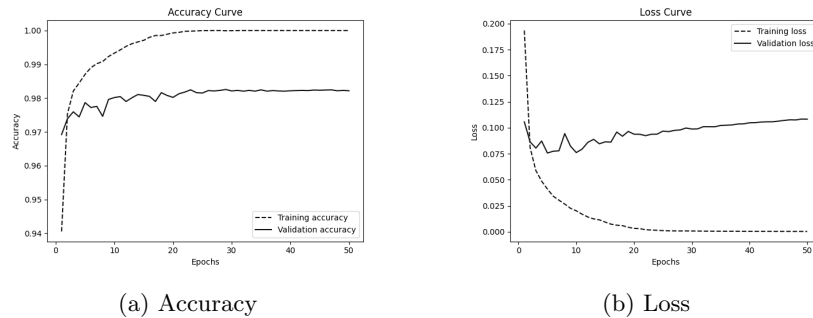 Accuracy Curve
1.00
0.99
0.98
0.97
0.96
0.95
0.94
Accuracy
0 10 20 30 40 50
Epochs
Training accuracy
Validation accuracy
(a) Accuracy
Loss Curve
0.200
0.175
0.150
0.125
0.100
0.075
0.050
0.025
0.000
Loss
0 10 20 30 40 50
Epochs
Training loss
Validation loss
(b) Loss